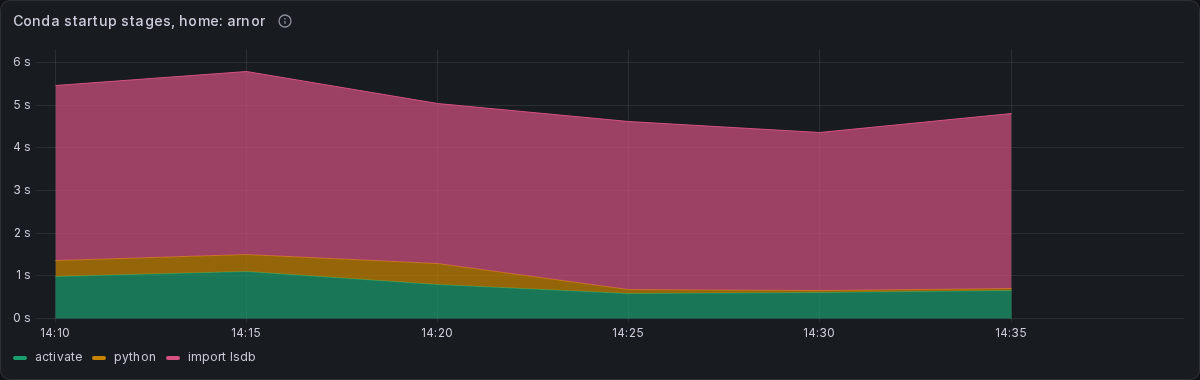 Conda startup stages, home: arnor
6 s
5 s
4 s
3 s
2 s
1 s
0 s
14:10 14:15 14:20 14:25 14:30 14:35
activate python import lsdb